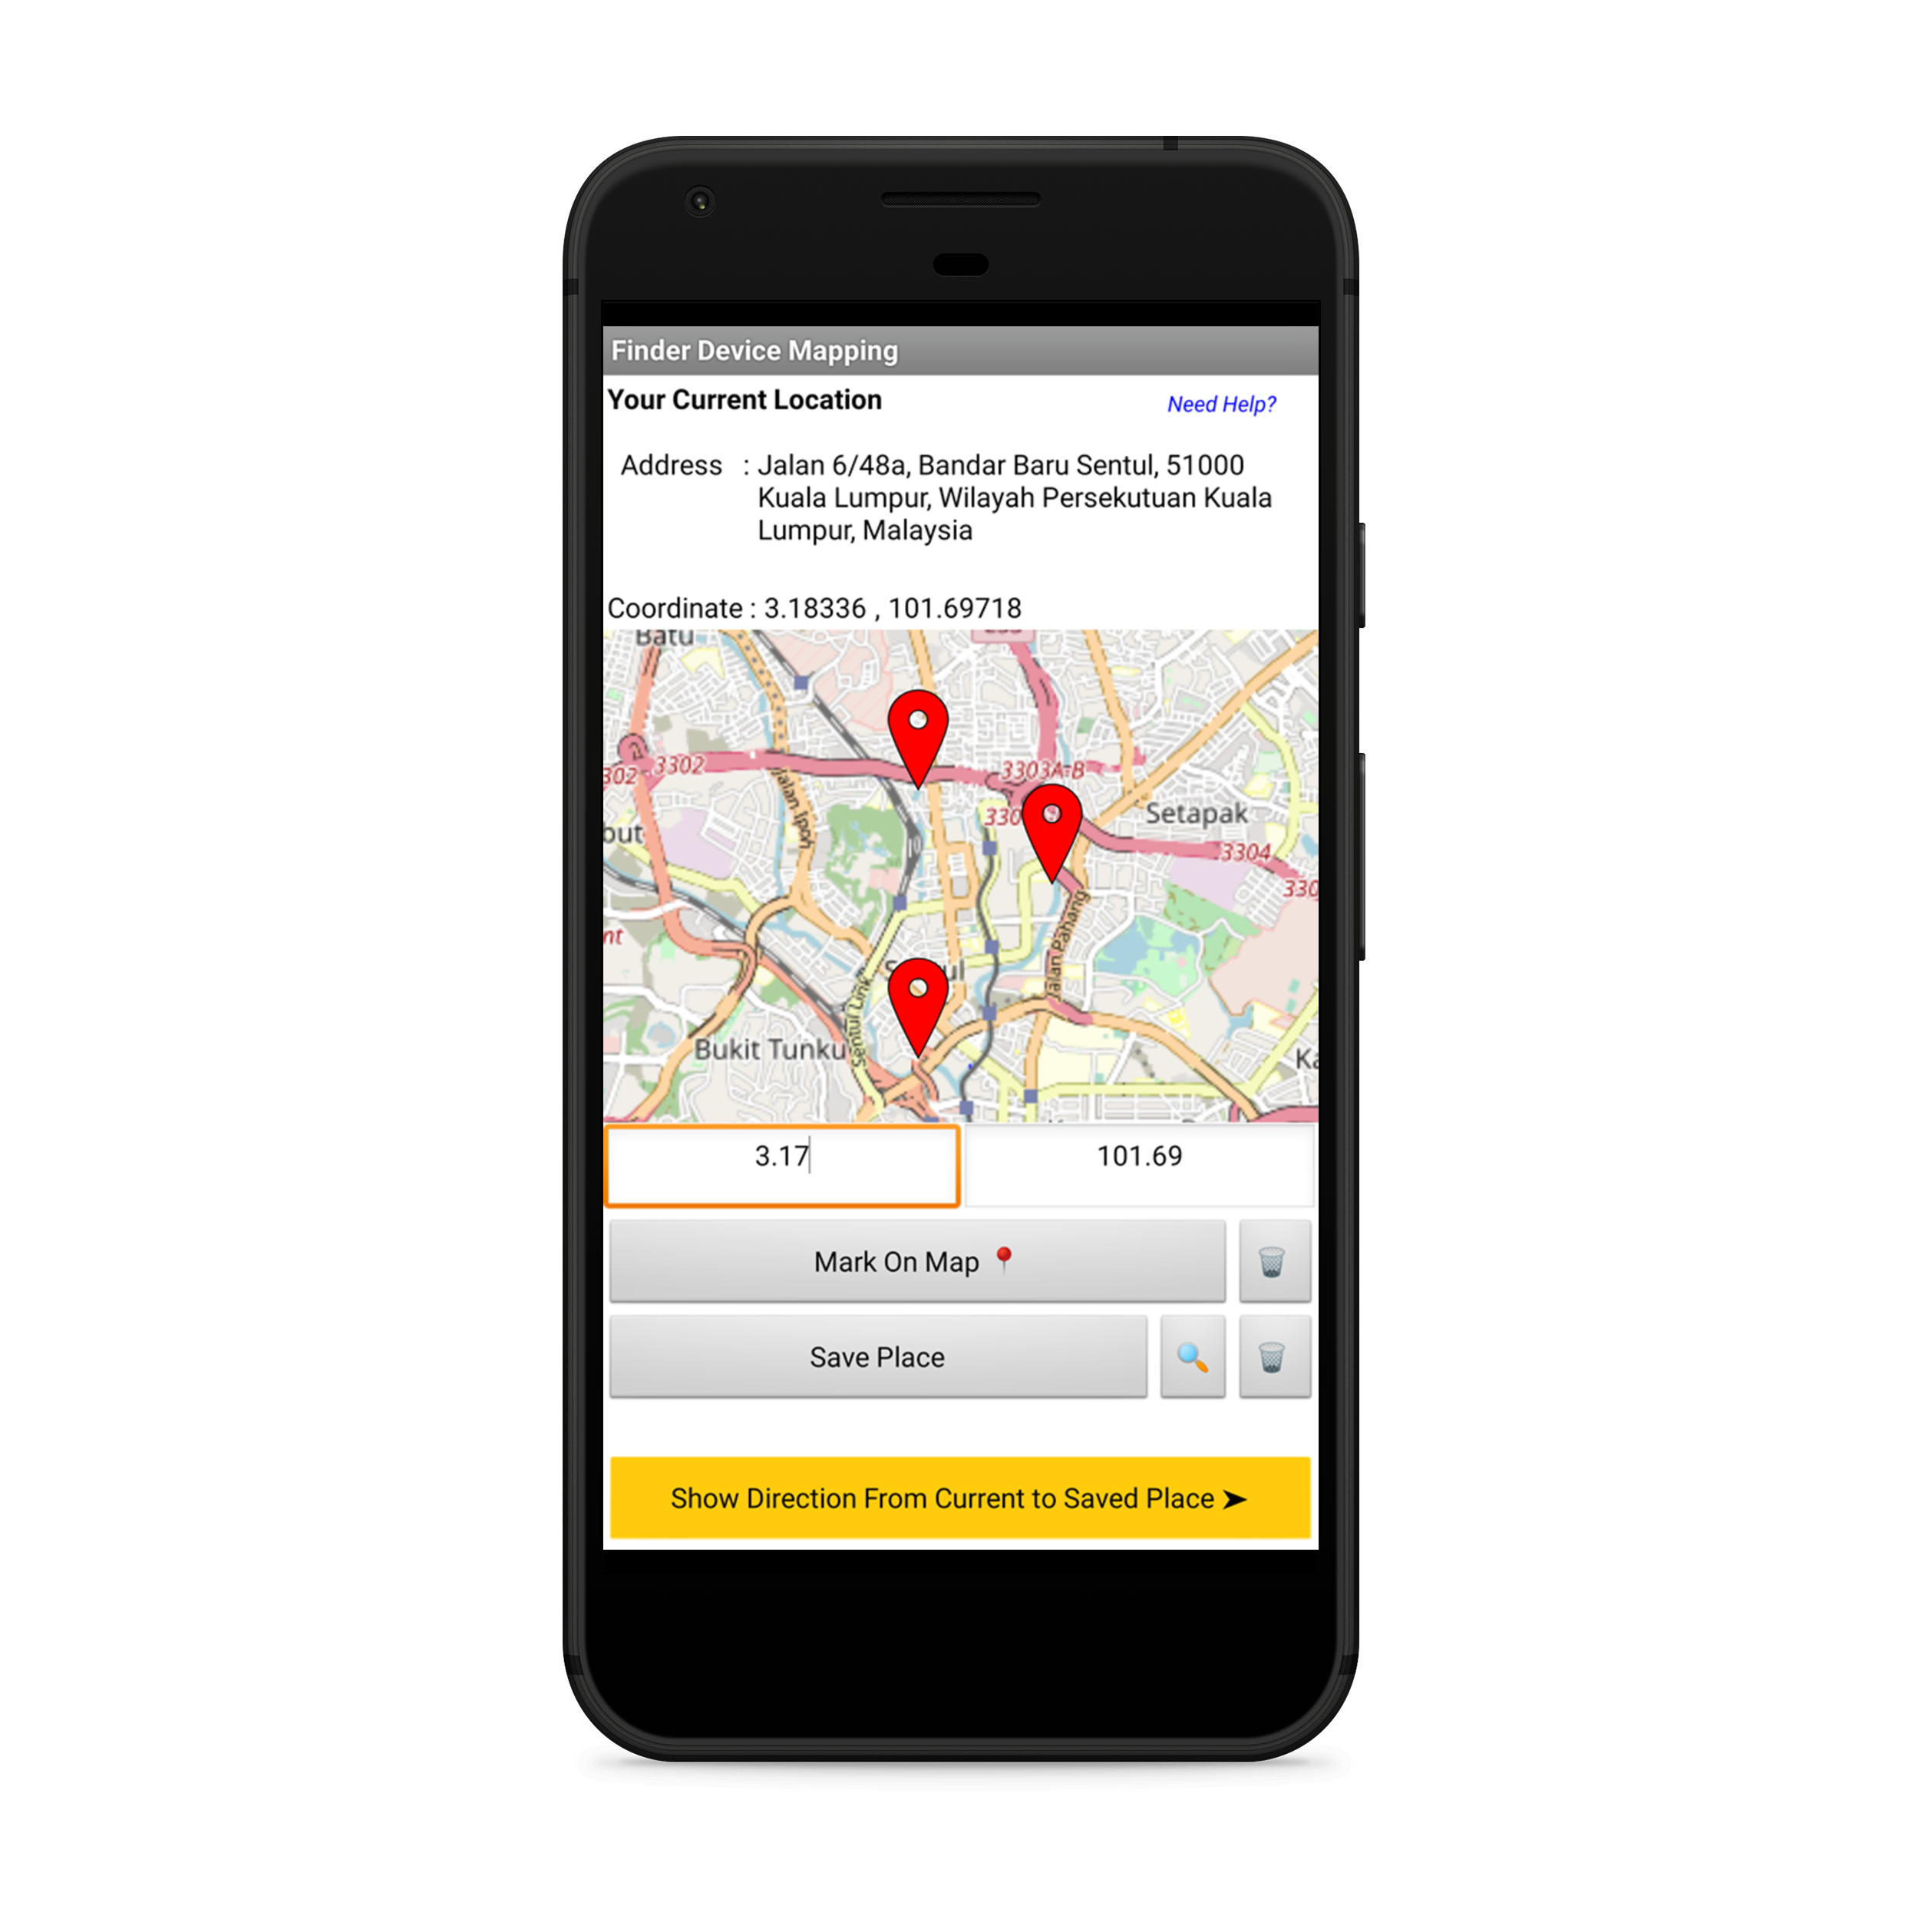 Finder Device Mapping
Your Current Location
Need Help?
Address : Jalan 6/48a, Bandar Baru Sentul, 51000
Kuala Lumpur, Wilayah Persekutuan Kuala
Lumpur, Malaysia
Coordinate : 3.18336 , 101.69718
Batu
302
3302
3303A-B
Jalan Ipoh
330
Setapak
but
3304
330
nt
Jalan Pahang
Sentul Link
Bukit Tunku
Ka
3.17
101.69
Mark On Map
Save Place
Show Direction From Current to Saved Place ➤